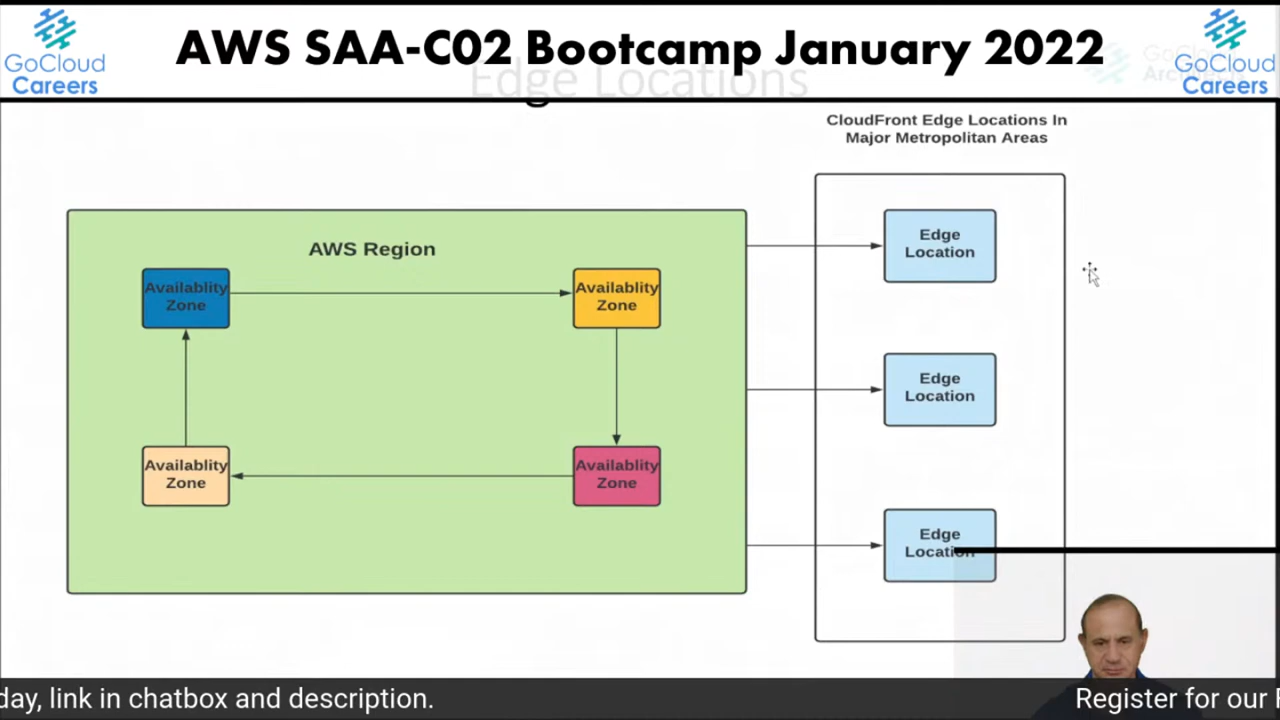 GoCloud
Careers
AWS SAA-C02 Bootcamp January 2022
GoCloud
Careers
Edge Locations
GoCloud
CloudFront Edge Locations In
Major Metropolitan Areas
AWS Region
Availablity
Zone
Availablity
Zone
Availablity
Zone
Availablity
Zone
Edge
Location
Edge
Location
Edge
Location
day, link in chatbox and description.
Register for our